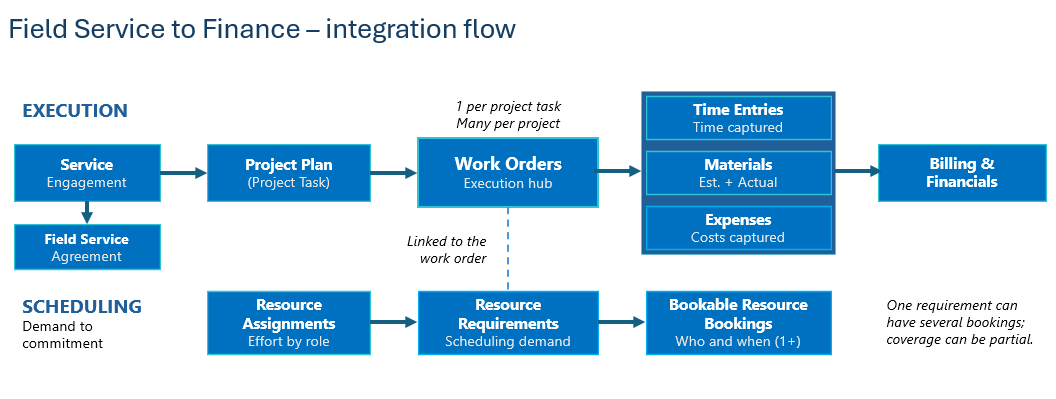 Field Service to Finance – integration flow
EXECUTION
1 per project task
Many per project
Service
Engagement
Project Plan
(Project Task)
Work Orders
Execution hub
Time Entries
Time captured
Materials
Est. + Actual
Expenses
Costs captured
Billing &
Financials
Field Service
Agreement
Linked to the
work order
SCHEDULING
Demand to
commitment
Resource
Assignments
Effort by role
Resource
Requirements
Scheduling demand
Bookable Resource
Bookings
Who and when (1+)
One requirement can
have several bookings;
coverage can be partial.